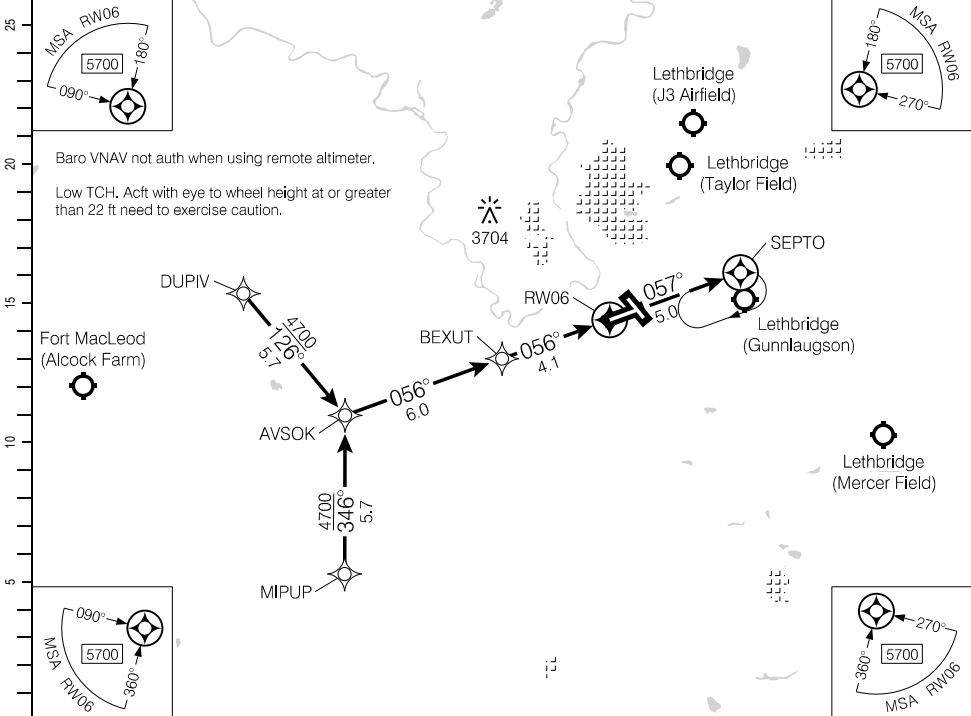 25
MSA RW06
5700
180°
090°
MSA RW06
5700
180°
270°
Lethbridge
(J3 Airfield)
Baro VNAV not auth when using remote altimeter.
20
Lethbridge
(Taylor Field)
Low TCH. Acft with eye to wheel height at or greater
than 22 ft need to exercise caution.
3704
SEPTO
DUPIV
15
RW06
057°
5.0
4700
126°
5.7
Fort MacLeod
(Alcock Farm)
BEXUT
056°
4.1
Lethbridge
(Gunnlaugson)
056°
6.0
AVSOK
10
Lethbridge
(Mercer Field)
4700
346°
5.7
5
MIPUP
090°
5700
360°
MSA RW06
270°
5700
360°
MSA RW06